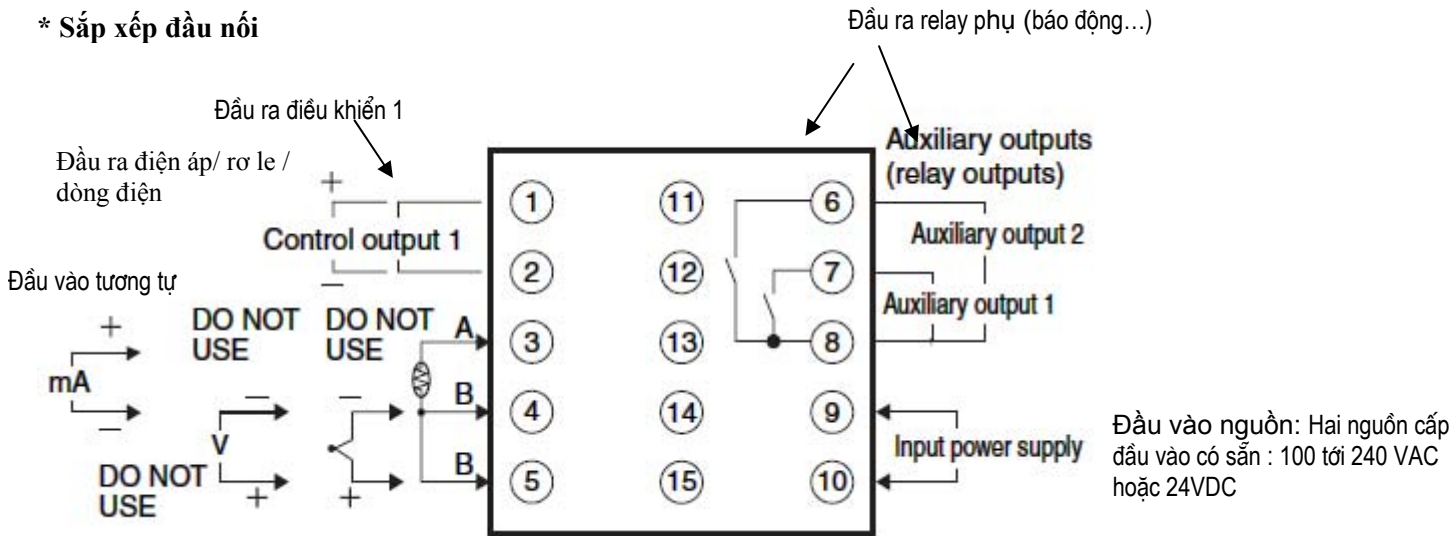 * Sắp xếp đầu nối
Đầu ra relay phụ (báo động…)
Đầu ra điều khiển 1
Đầu ra điện áp/ rơ le /
dòng điện
Auxiliary outputs
(relay outputs)
+
Control output 1
−
1
11
6
Auxiliary output 2
2
12
7
Auxiliary output 1
Đầu vào tương tự
+
mA
−
DO NOT
USE
DO NOT
USE
A
3
13
8
−
V
+
DO NOT
USE
−
+
B
4
14
9
B
5
15
10
Input power supply
Đầu vào nguồn: Hai nguồn cấp
đầu vào có sẵn : 100 tới 240 VAC
hoặc 24VDC